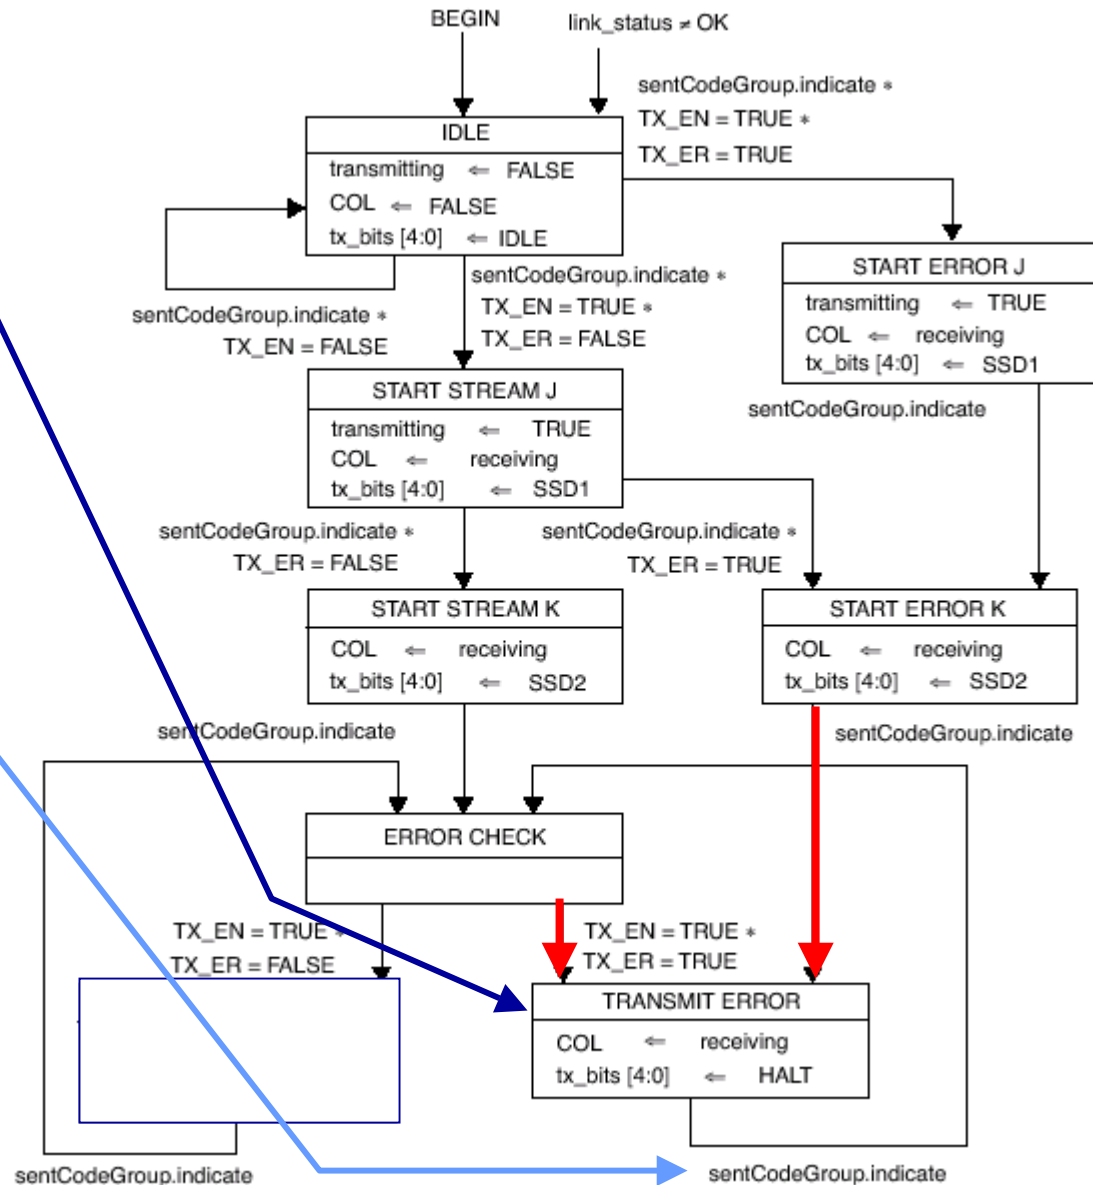 BEGIN
link_status ≠ OK
sentCodeGroup.indicate *
TX_EN = TRUE *
TX_ER = TRUE
IDLE
transmitting ⇐ FALSE
COL ⇐ FALSE
tx_bits [4:0] ⇐ IDLE
sentCodeGroup.indicate *
TX_EN = FALSE
sentCodeGroup.indicate *
TX_EN = TRUE *
TX_ER = FALSE
START ERROR J
transmitting ⇐ TRUE
COL ⇐ receiving
tx_bits [4:0] ⇐ SSD1
sentCodeGroup.indicate
START STREAM J
transmitting ⇐ TRUE
COL ⇐ receiving
tx_bits [4:0] ⇐ SSD1
sentCodeGroup.indicate *
TX_ER = FALSE
sentCodeGroup.indicate *
TX_ER = TRUE
START STREAM K
COL ⇐ receiving
tx_bits [4:0] ⇐ SSD2
START ERROR K
COL ⇐ receiving
tx_bits [4:0] ⇐ SSD2
sentCodeGroup.indicate
sentCodeGroup.indicate
ERROR CHECK
TX_EN = TRUE *
TX_ER = FALSE
TX_EN = TRUE *
TX_ER = TRUE
TRANSMIT ERROR
COL ⇐ receiving
tx_bits [4:0] ⇐ HALT
sentCodeGroup.indicate
sentCodeGroup.indicate